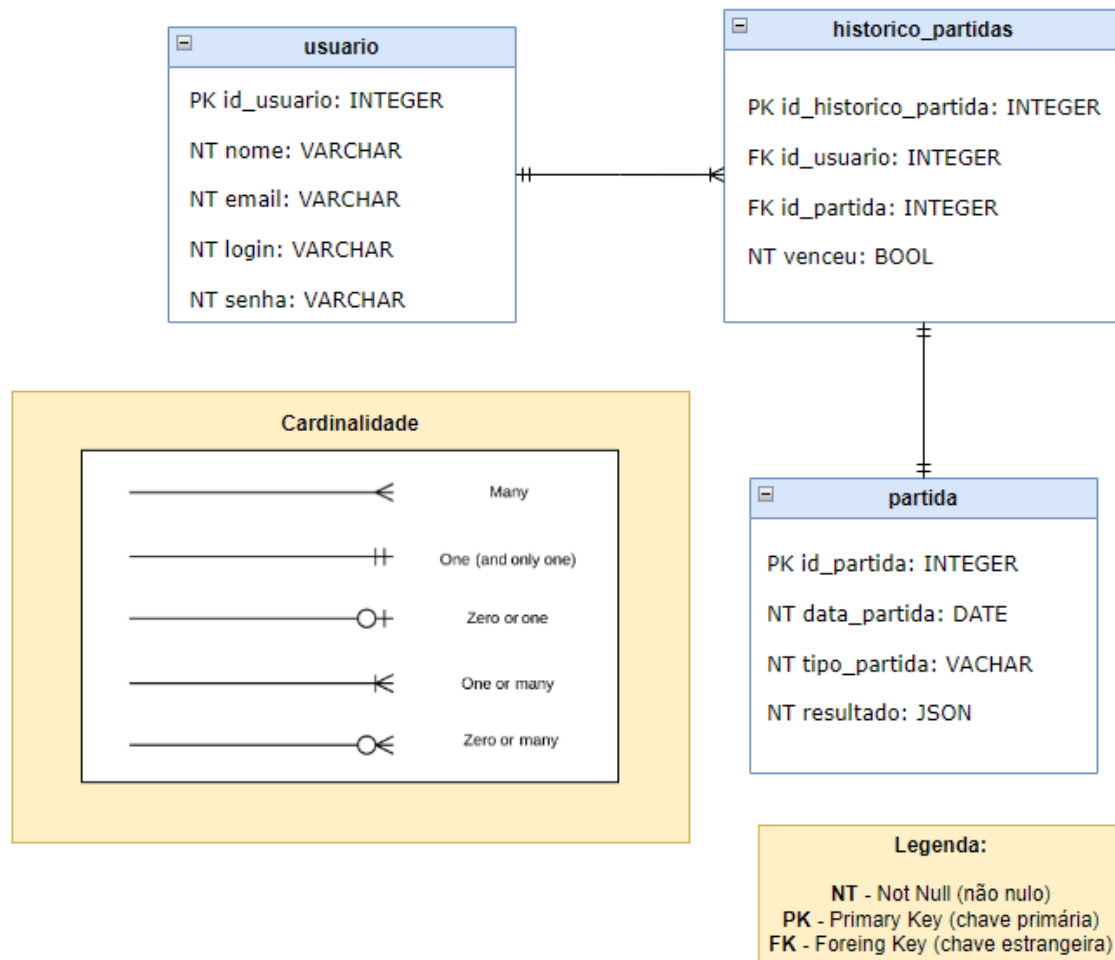 usuario
PK id_usuario: INTEGER
NT nome: VARCHAR
NT email: VARCHAR
NT login: VARCHAR
NT senha: VARCHAR
historico_partidas
PK id_historico_partida: INTEGER
FK id_usuario: INTEGER
FK id_partida: INTEGER
NT venceu: BOOL
Cardinalidade
Many
One (and only one)
Zero or one
One or many
Zero or many
partida
PK id_partida: INTEGER
NT data_partida: DATE
NT tipo_partida: VACHAR
NT resultado: JSON
Legenda:
NT - Not Null (não nulo)
PK - Primary Key (chave primária)
FK - Foreing Key (chave estrangeira)